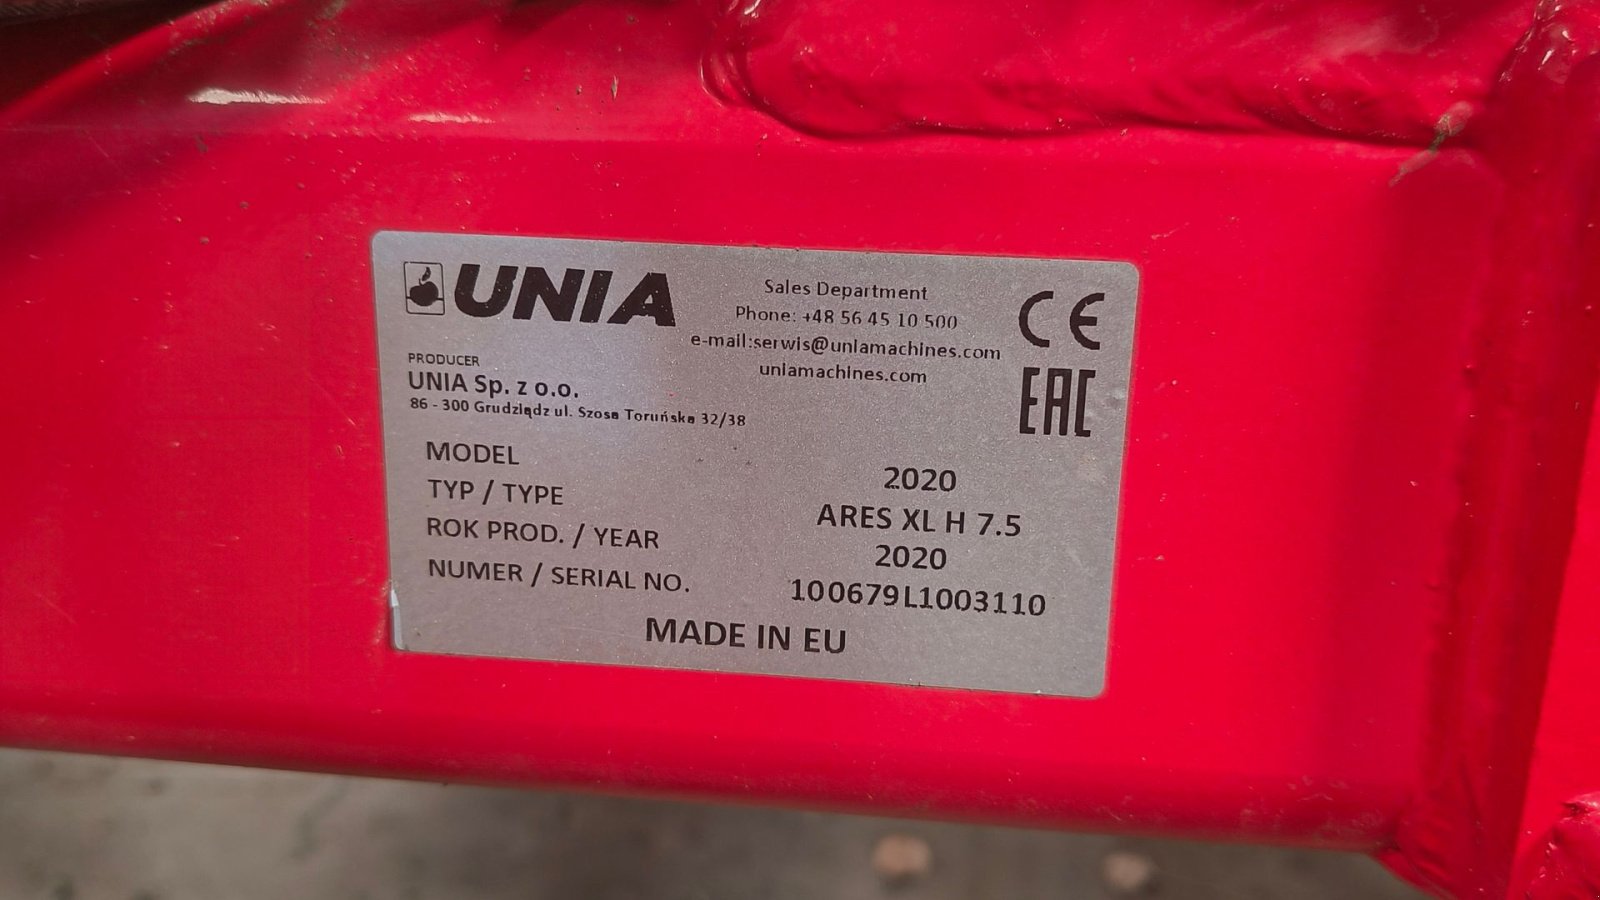 UNIA
Sales Department
Phone: +48 56 45 10 500
e-mail:serwis@uniamachines.com
uniamachines.com
CE
EAC
PRODUCER
UNIA Sp. z o.o.
86 - 300 Grudziądz ul. Szosa Toruńska 32/38
MODEL 2020
TYP / TYPE ARES XL H 7.5
ROK PROD. / YEAR 2020
NUMER / SERIAL NO. 100679L1003110
MADE IN EU